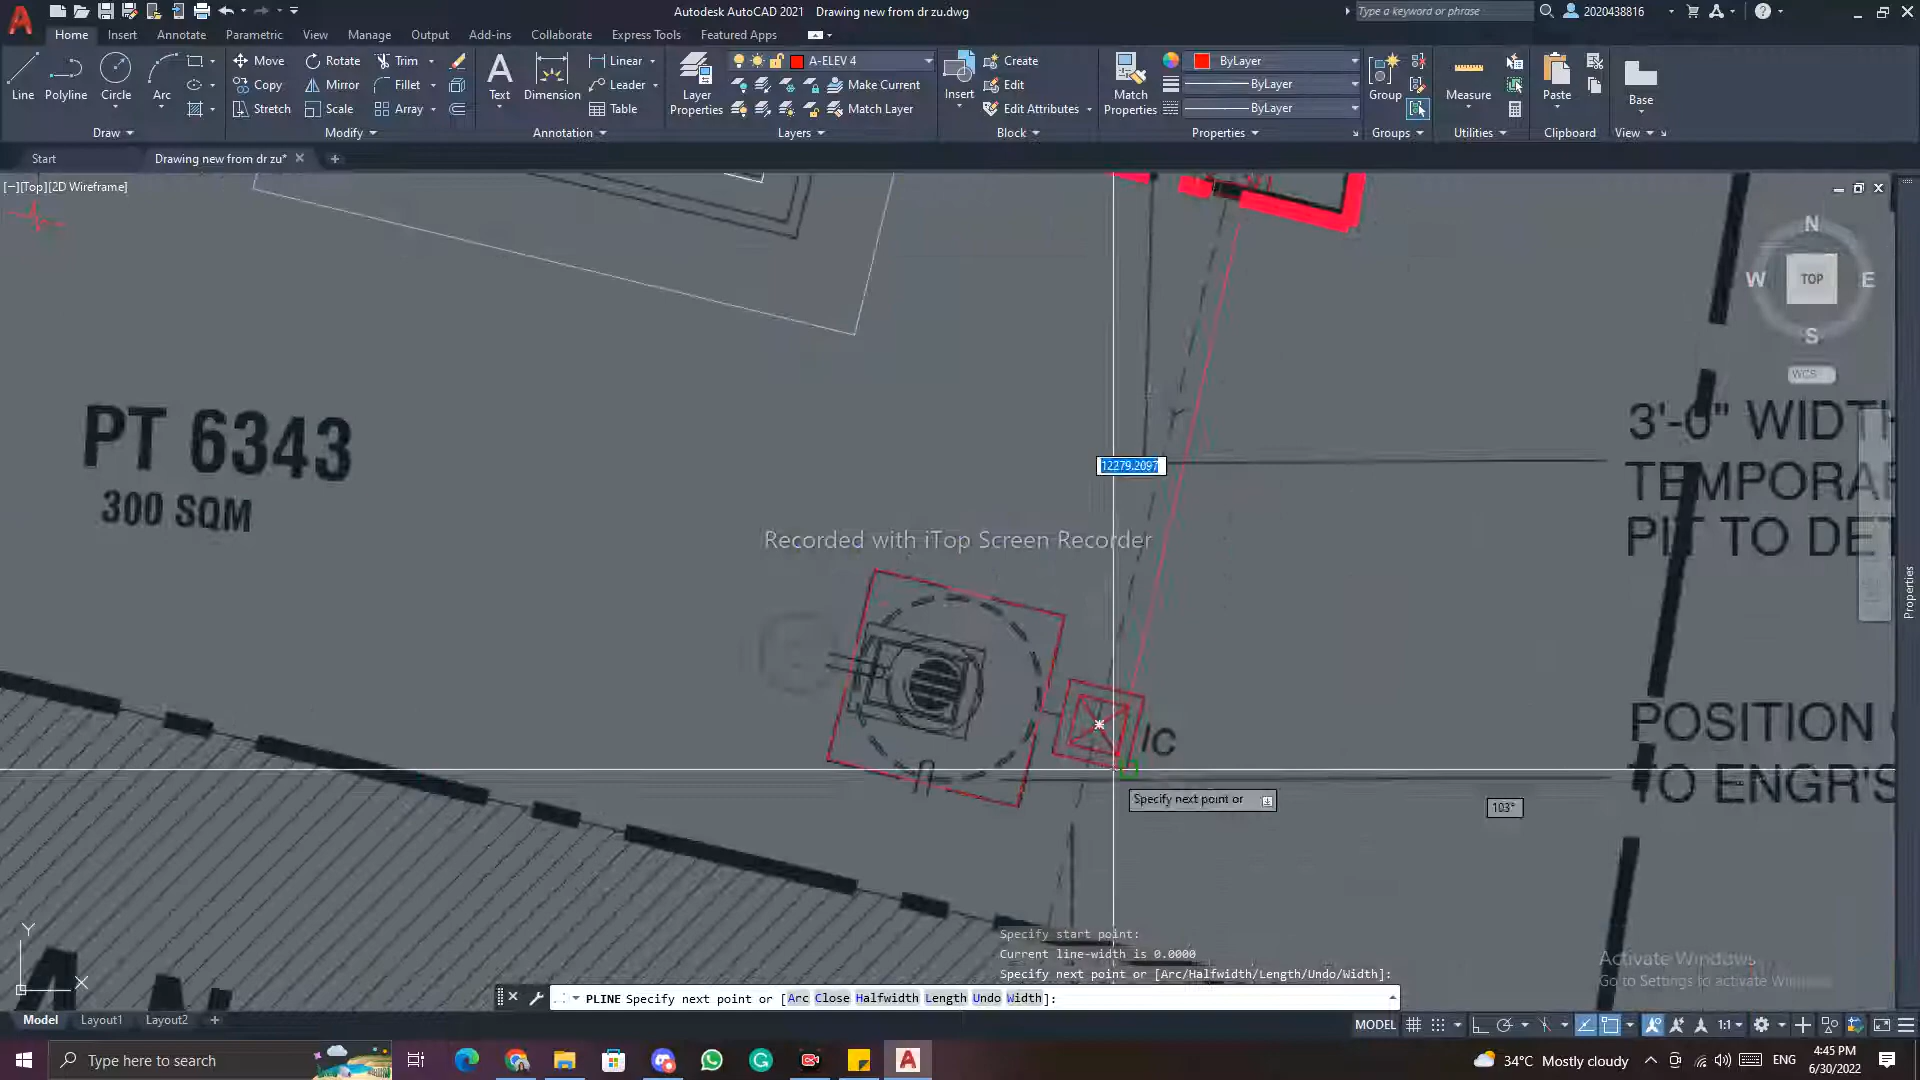 Autodesk AutoCAD 2021 Drawing new from dr zu.dwg
Type a keyword or phrase
2020438816
Home Insert Annotate Parametric View Manage Output Add-ins Collaborate Express Tools Featured Apps
Line Polyline Circle Arc
Move Rotate Trim
Copy Mirror Fillet
Stretch Scale Array
Text Dimension
Linear
Leader
Table
Layer Properties
A-ELEV 4
Make Current
Match Layer
Insert
Create
Edit
Edit Attributes
Match Properties
ByLayer
ByLayer
ByLayer
Group
Measure
Paste
Base
Draw Modify Annotation Layers Block Properties Groups Utilities Clipboard View
Start Drawing new from dr zu*
[−][Top][2D Wireframe]
N
W TOP E
S
WCS
PT 6343
300 SQM
3'-0" WIDTH
TEMPORAR
PIT TO DET
12279.2097
Recorded with iTop Screen Recorder
Properties
IC
POSITION
TO ENGR'S
Specify next point or
103°
Y
X
Specify start point:
Current line-width is 0.0000
Specify next point or [Arc/Halfwidth/Length/Undo/Width]:
PLINE Specify next point or [Arc Close Halfwidth Length Undo Width]:
Activate Windows
Go to Settings to activate Windows.
Model Layout1 Layout2
MODEL 1:1
Type here to search
34°C Mostly cloudy
ENG
4:45 PM
6/30/2022